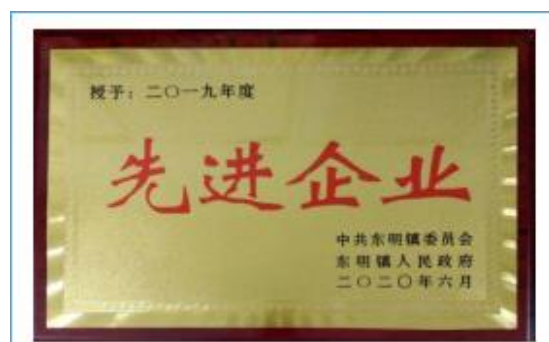 授予：二〇一九年度
先进企业
中共东明镇委员会
东明镇人民政府
二〇二〇年六月